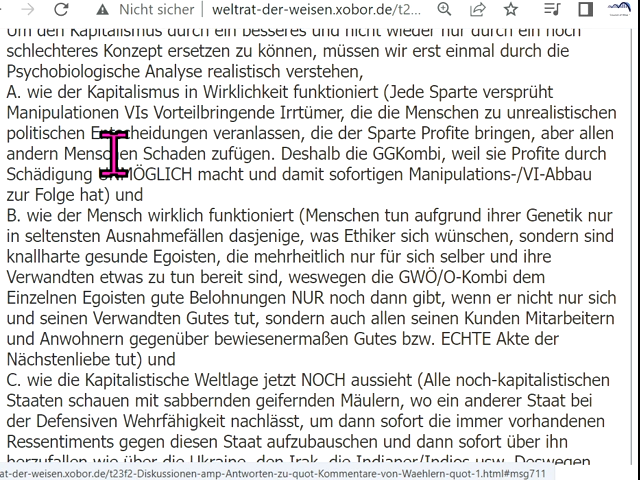 Nicht sicher | weltrat-der-weisen.xobor.de/t2...
Um den Kapitalismus durch ein besseres und nicht wieder nur durch ein noch
schlechteres Konzept ersetzen zu können, müssen wir erst einmal durch die
Psychobiologische Analyse realistisch verstehen,
A. wie der Kapitalismus in Wirklichkeit funktioniert (Jede Sparte versprüht
Manipulationen VIs Vorteilbringende Irrtümer, die die Menschen zu unrealistischen
politischen Entscheidungen veranlassen, die der Sparte Profite bringen, aber allen
andern Menschen Schaden zufügen. Deshalb die GGKombi, weil sie Profite durch
Schädigung UNMÖGLICH macht und damit sofortigen Manipulations-/VI-Abbau
zur Folge hat) und
B. wie der Mensch wirklich funktioniert (Menschen tun aufgrund ihrer Genetik nur
in seltensten Ausnahmefällen dasjenige, was Ethiker sich wünschen, sondern sind
knallharte gesunde Egoisten, die mehrheitlich nur für sich selber und ihre
Verwandten etwas zu tun bereit sind, weswegen die GWÖ/O-Kombi dem
Einzelnen Egoisten gute Belohnungen NUR noch dann gibt, wenn er nicht nur sich
und seinen Verwandten Gutes tut, sondern auch allen seinen Kunden Mitarbeitern
und Anwohnern gegenüber bewiesenermaßen Gutes bzw. ECHTE Akte der
Nächstenliebe tut) und
C. wie die Kapitalistische Weltlage jetzt NOCH aussieht (Alle noch-kapitalistischen
Staaten schauen mit sabbernden geifernden Mäulern, wo ein anderer Staat bei
der Defensiven Wehrfähigkeit nachlässt, um dann sofort die immer vorhandenen
Ressentiments gegen diesen Staat aufzubauschen und dann sofort über ihn
herzufallen wie über die Ukraine, den Irak, die Indianer/Indios usw. Deswegen
at-der-weisen.xobor.de/t23f2-Diskussionen-amp-Antworten-zu-quot-Kommentare-von-Waehlern-quot-1.html#msg711